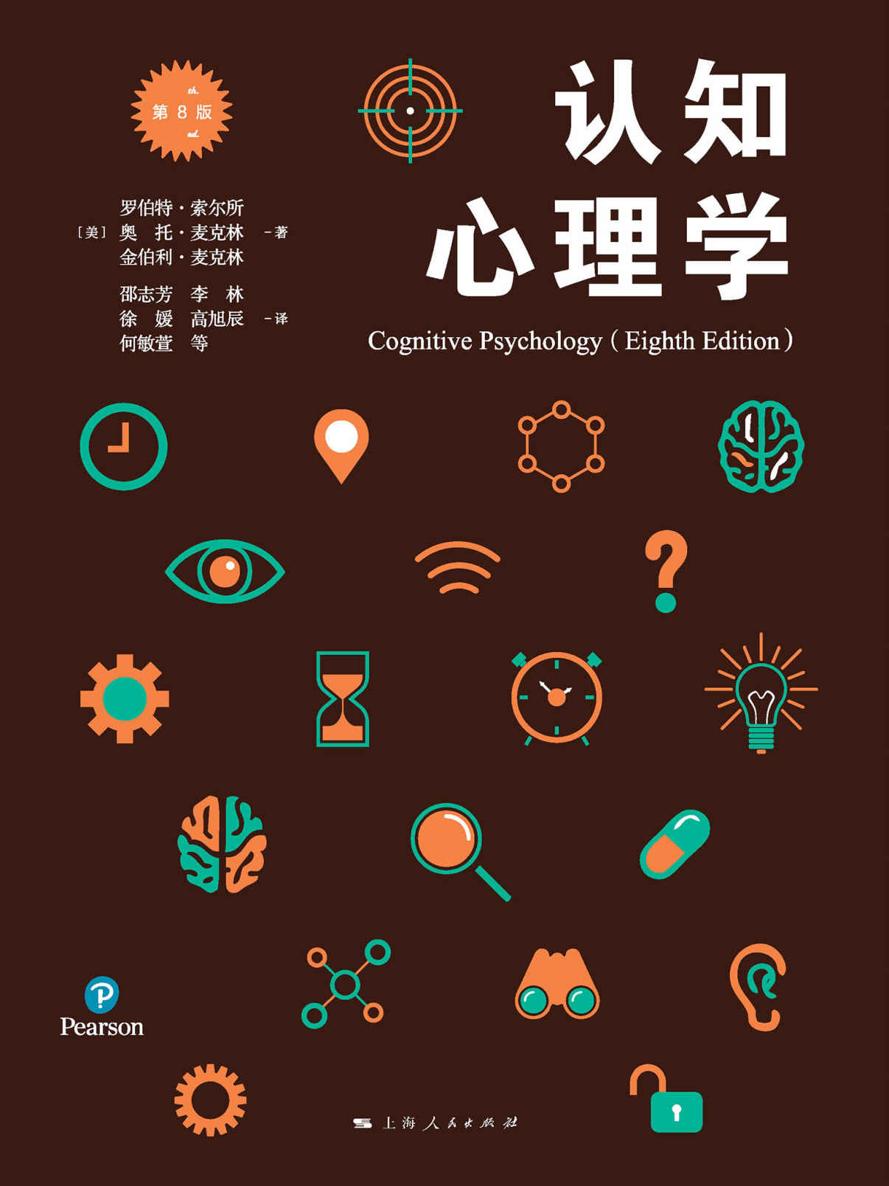 th.
第 8 版
ed.
认知
心理学
Cognitive Psychology ( Eighth Edition )
罗伯特·索尔所
[美] 奥 托·麦克林 -著
金伯利·麦克林
邵志芳 李 林
徐 媛 高旭辰 -译
何敏萱 等
Pearson
上海人民出版社